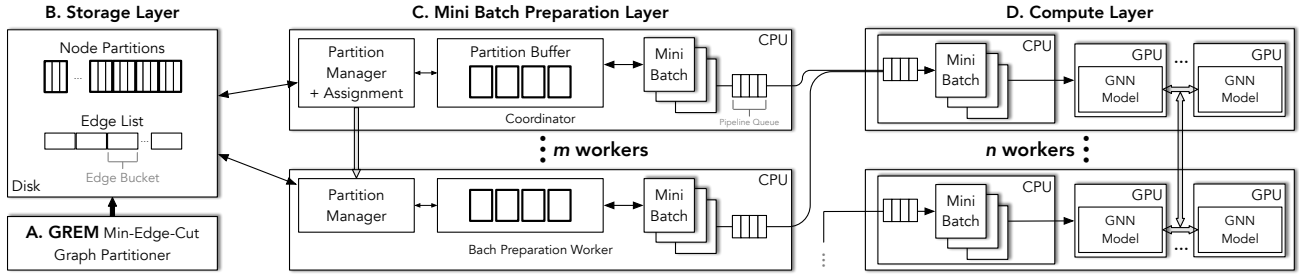 B. Storage Layer
Node Partitions
...
Edge List
...
Edge Bucket
Disk
A. GREM Min-Edge-Cut
Graph Partitioner
C. Mini Batch Preparation Layer
CPU
Partition
Manager
+ Assignment
Partition Buffer
Mini
Batch
Pipeline Queue
Coordinator
m workers
CPU
Partition
Manager
Mini
Batch
Bach Preparation Worker
D. Compute Layer
CPU
Mini
Batch
GPU
GNN
Model
...
GPU
GNN
Model
n workers
CPU
Mini
Batch
GPU
GNN
Model
...
GPU
GNN
Model